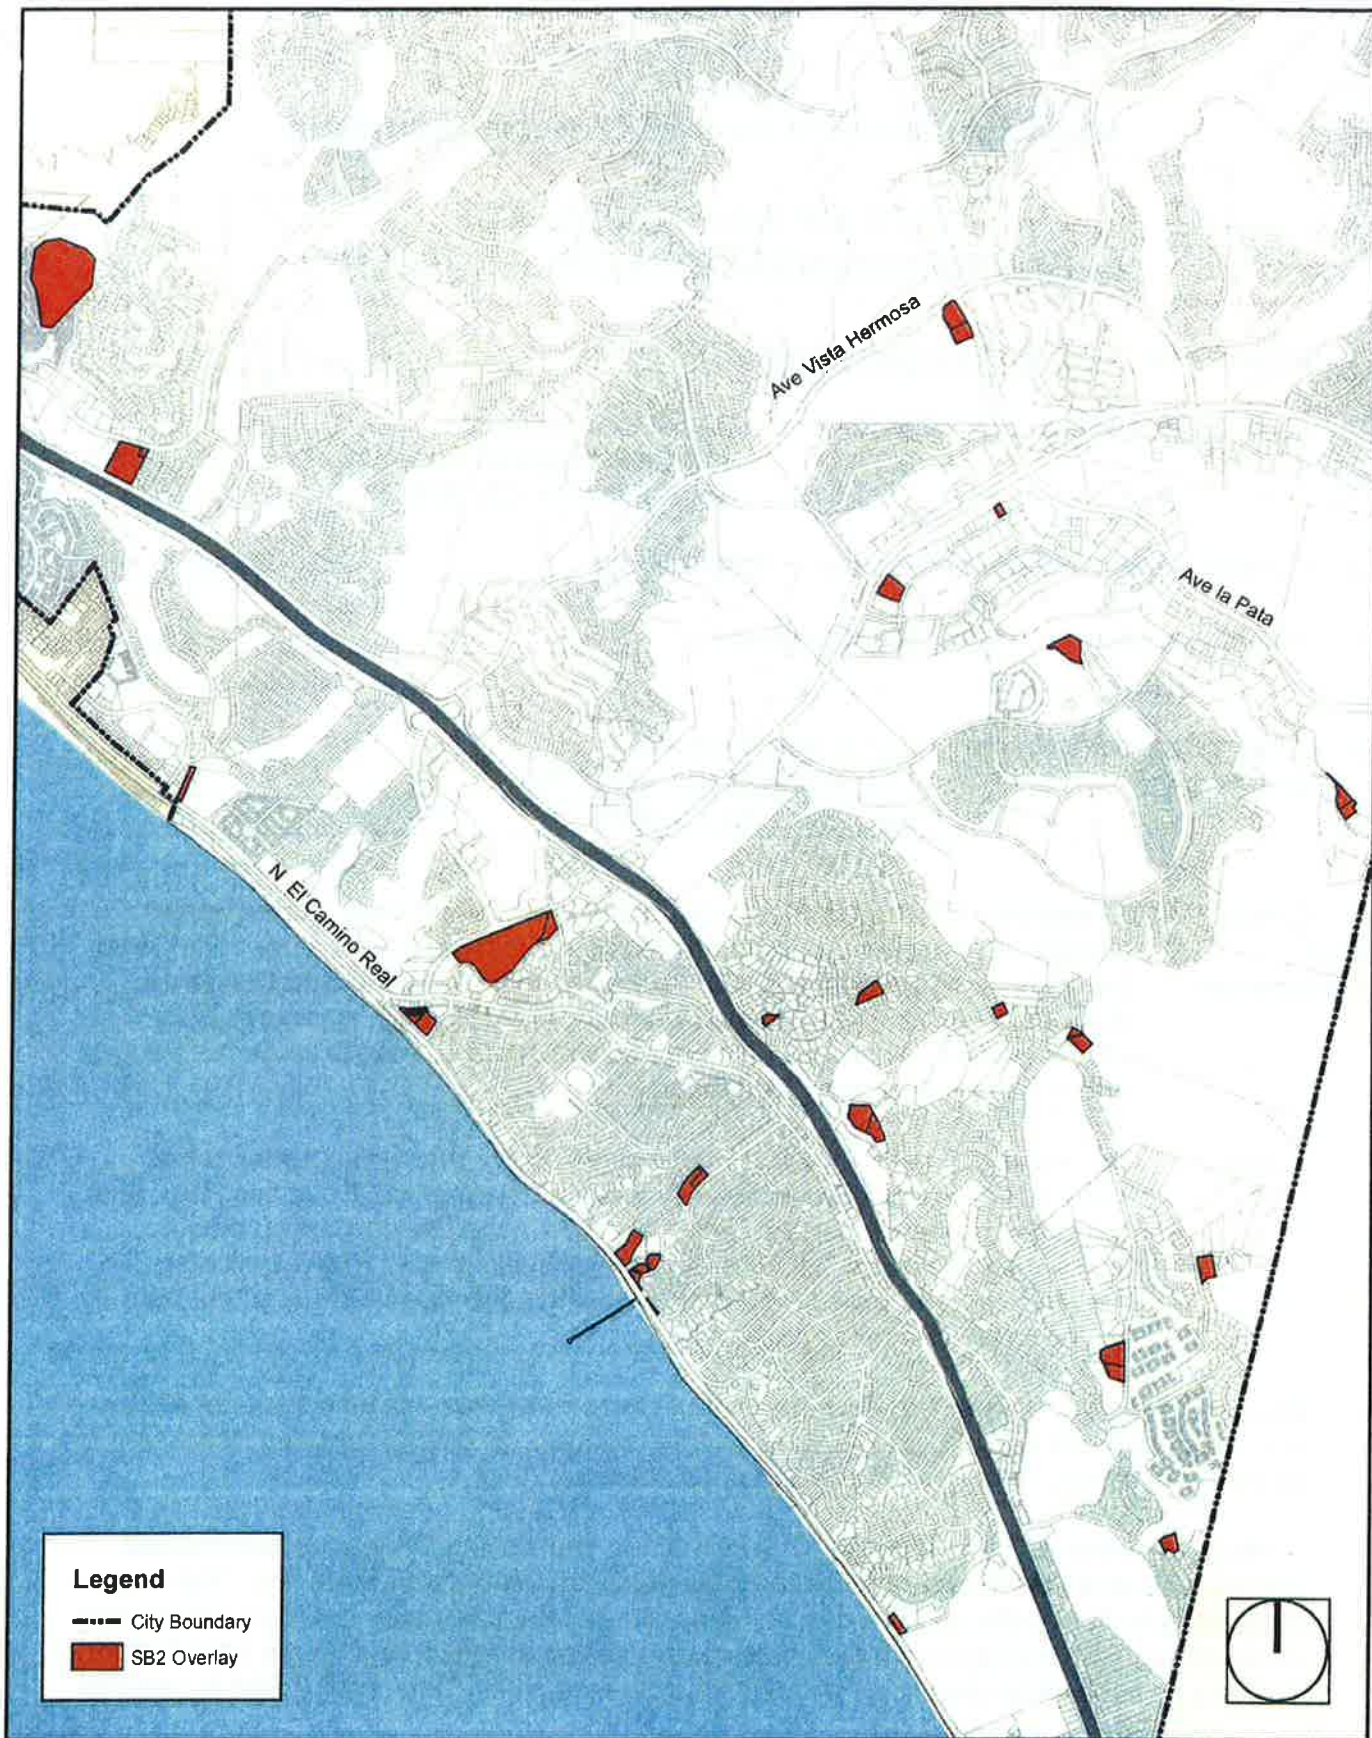 Ave Vista Hermosa
Ave la Pata
N El Camino Real
Legend
City Boundary
SB2 Overlay